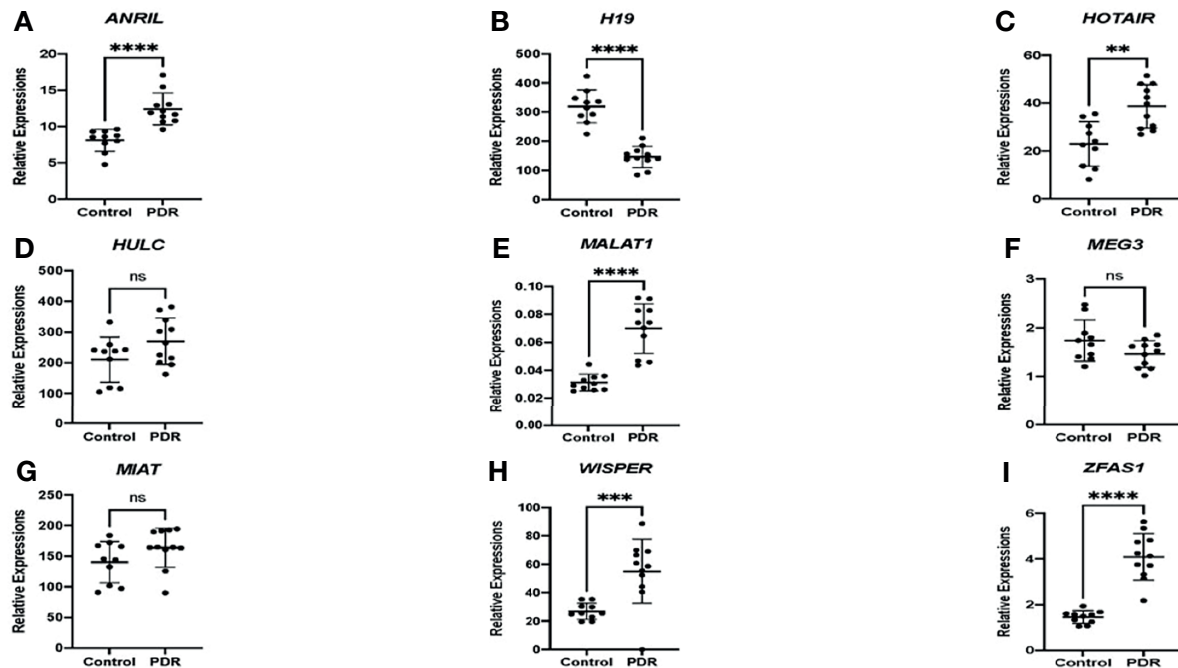 A ANRIL
****
20
15
10
5
0
Relative Expressions
Control PDR
B H19
****
500
400
300
200
100
0
Relative Expressions
Control PDR
C HOTAIR
**
60
40
20
0
Relative Expressions
Control PDR
D HULC
ns
500
400
300
200
100
0
Relative Expressions
Control PDR
E MALAT1
****
0.10
0.08
0.06
0.04
0.02
0.00
Relative Expressions
Control PDR
F MEG3
ns
3
2
1
0
Relative Expressions
Control PDR
G MIAT
ns
250
200
150
100
50
0
Relative Expressions
Control PDR
H WISPER
***
100
80
60
40
20
0
Relative Expressions
Control PDR
I ZFAS1
****
6
4
2
0
Relative Expressions
Control PDR